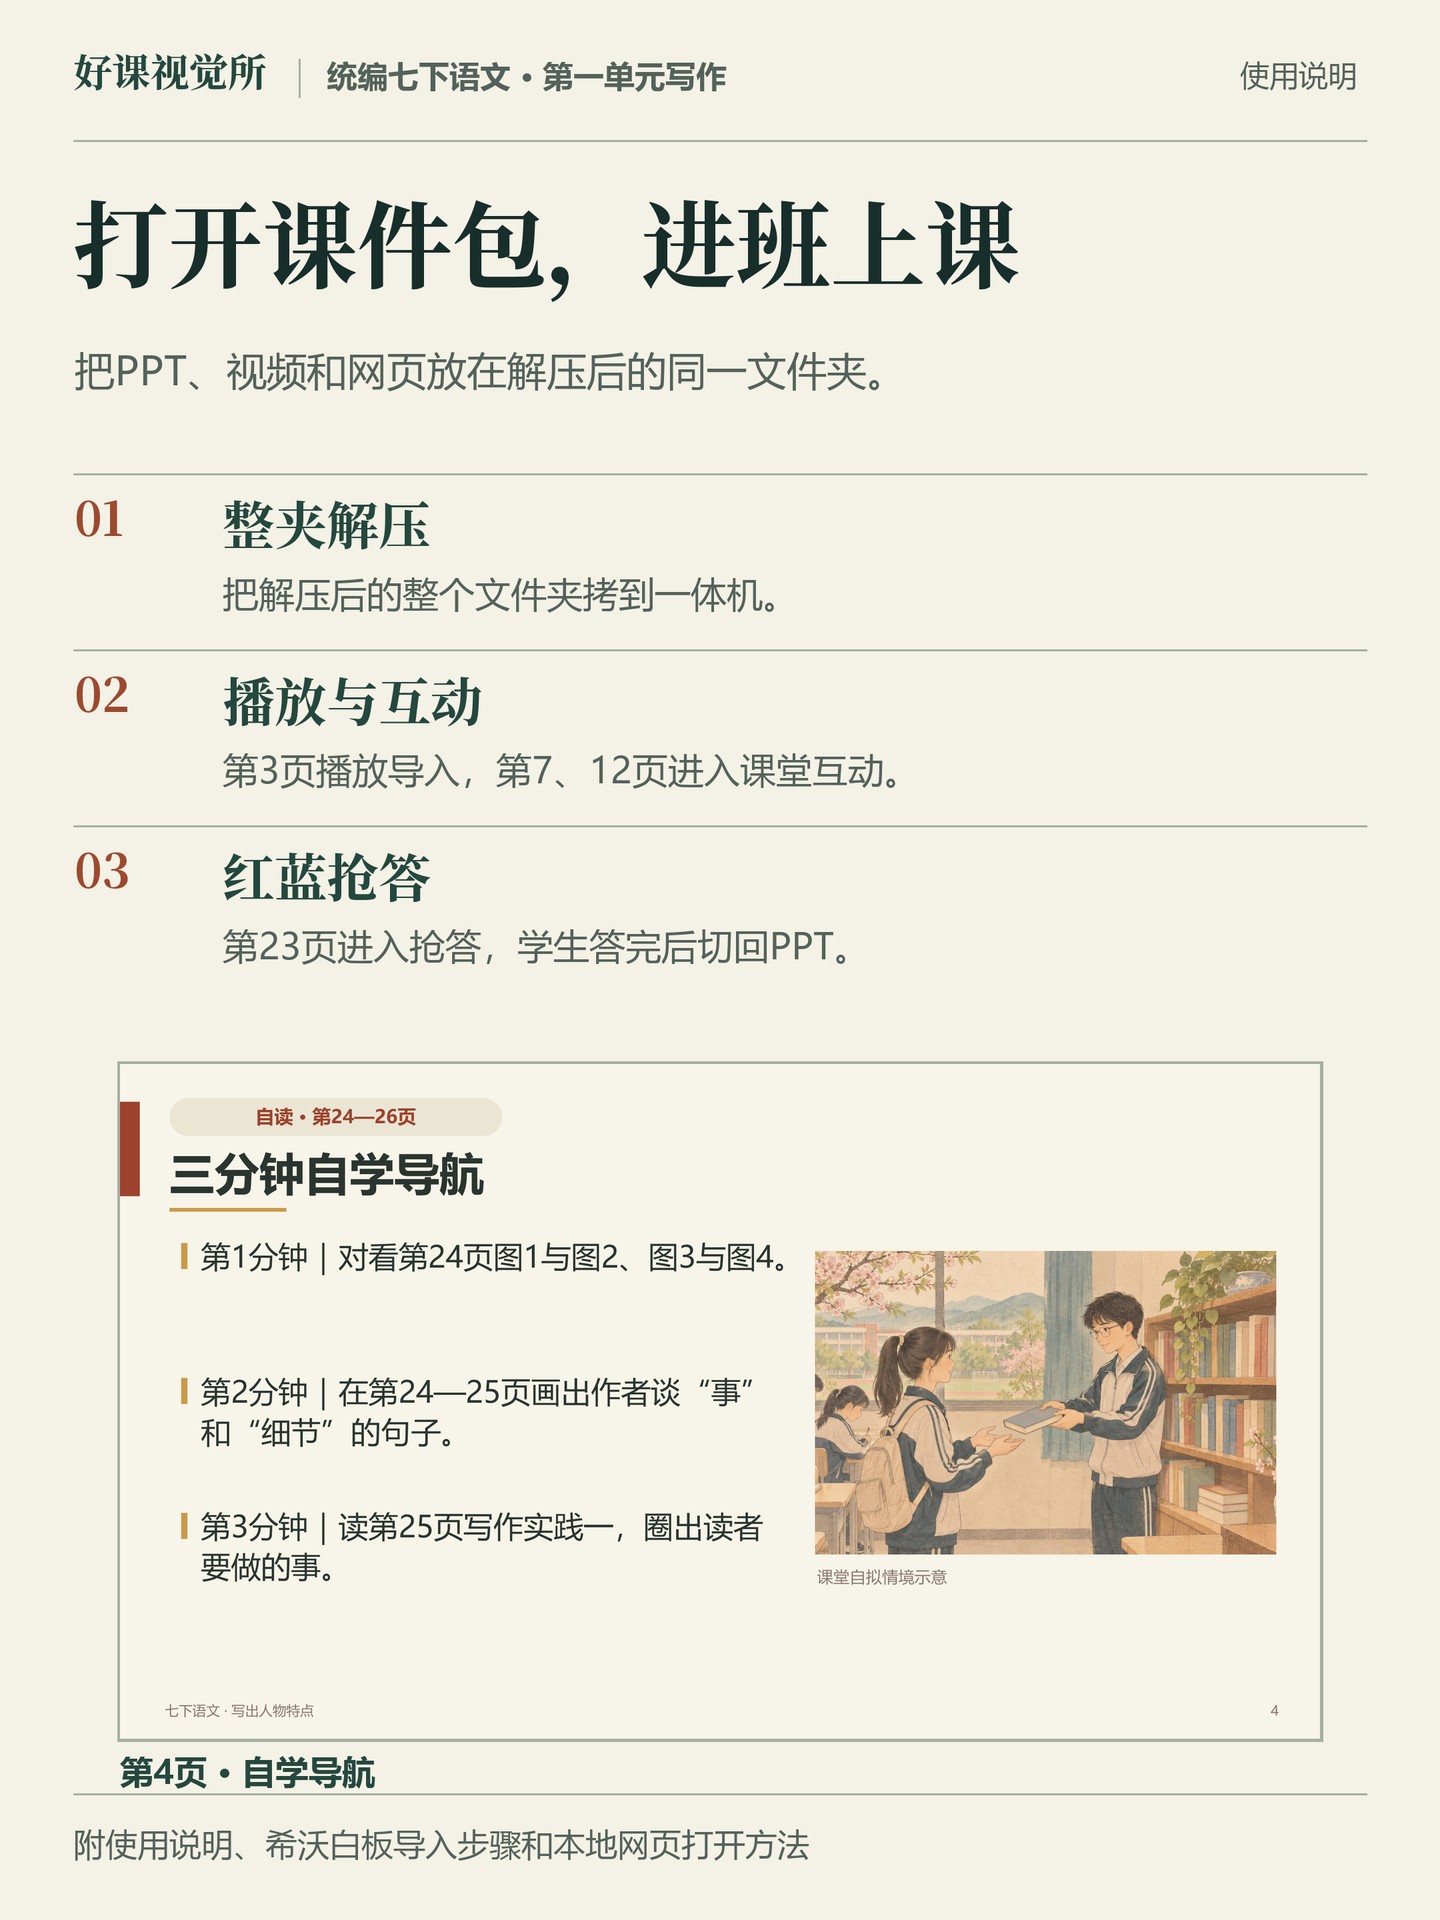 好课视觉所 | 统编七下语文·第一单元写作 使用说明
打开课件包，进班上课
把PPT、视频和网页放在解压后的同一文件夹。
01 整夹解压
把解压后的整个文件夹拷到一体机。
02 播放与互动
第3页播放导入，第7、12页进入课堂互动。
03 红蓝抢答
第23页进入抢答，学生答完后切回PPT。
自读·第24—26页
三分钟自学导航
第1分钟｜对看第24页图1与图2、图3与图4。
第2分钟｜在第24—25页画出作者谈“事”
和“细节”的句子。
第3分钟｜读第25页写作实践一，圈出读者
要做的事。
课堂自拟情境示意
七下语文·写出人物特点 4
第4页·自学导航
附使用说明、希沃白板导入步骤和本地网页打开方法